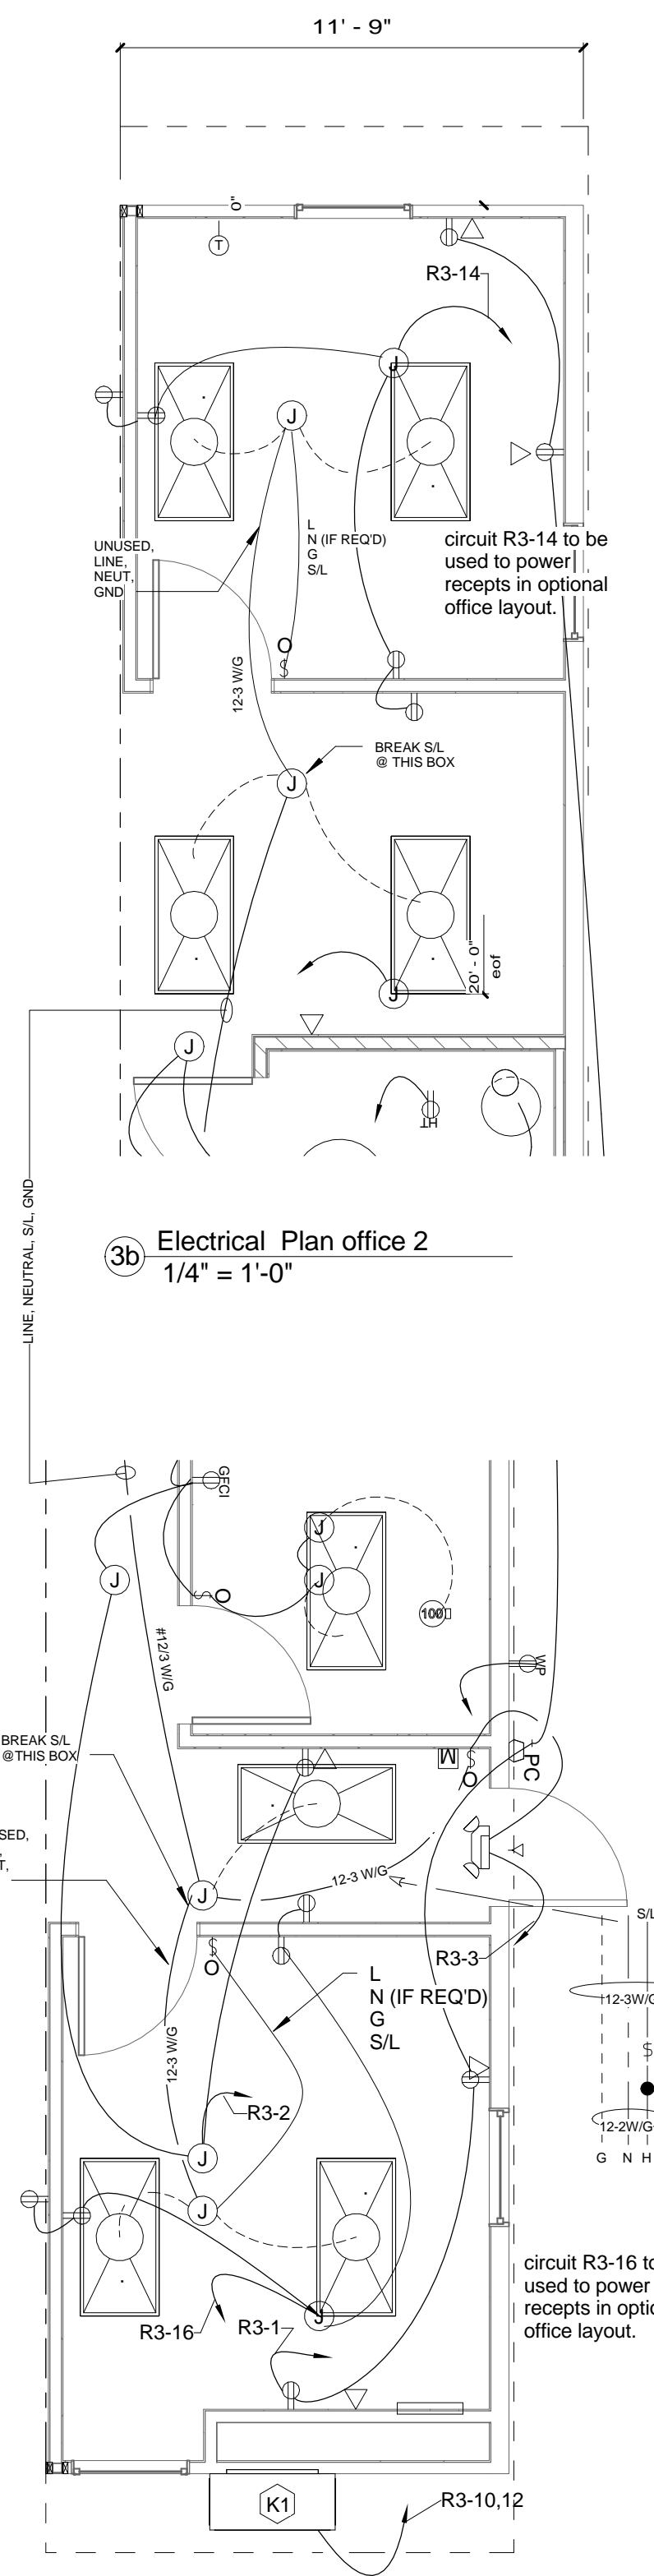 11' - 9"
0"
T
R3-14
J
J
UNUSED,
LINE,
NEUT,
GND
L
N (IF REQ'D)
G
S/L
circuit R3-14 to be
used to power
recepts in optional
office layout.
O
$
12-3 W/G
BREAK S/L
@ THIS BOX
J
20' - 0"
eof
J
J
HT
LINE, NEUTRAL, S/L, GND
3b
Electrical Plan office 2
1/4" = 1'-0"
GFCI
J
J
J
O
100
#12/3 W/G
WP
BREAK S/L
@THIS BOX
M
$
O
PC
SED,
T,
J
12-3 W/G
S/L
$
O
R3-3
L
N (IF REQ'D)
G
S/L
12-3W/G
$
12-3 W/G
R3-2
12-2W/G
G N H
J
J
circuit R3-16 to
used to power
recepts in optio
office layout.
J
R3-16
R3-1
K1
R3-10,12